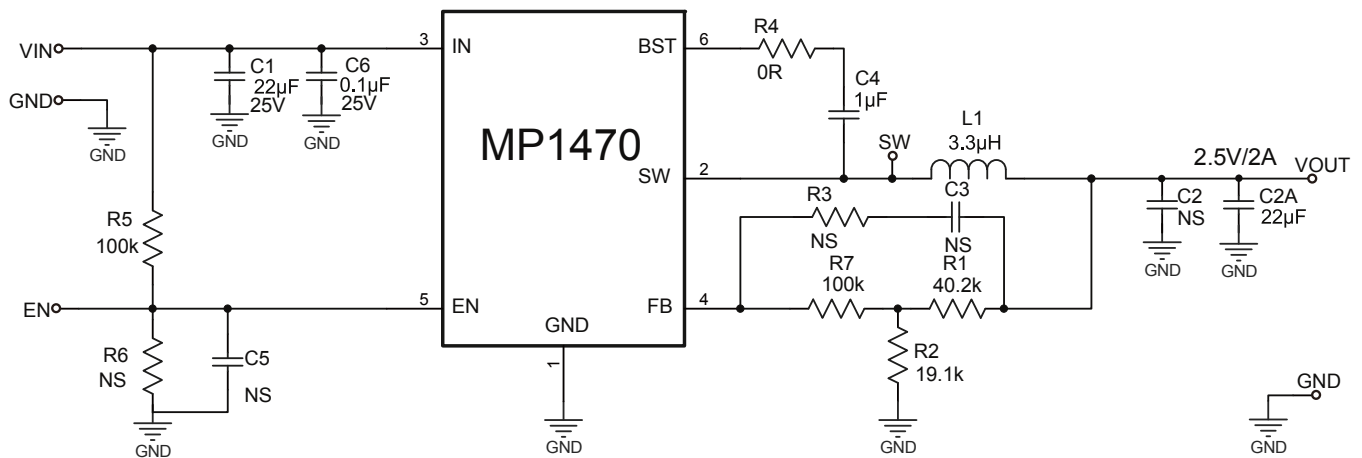 VIN
GND
GND
C1
22µF
25V
GND
C6
0.1µF
25V
GND
3
IN
MP1470
BST
6
R4
0R
C4
1µF
SW
2
SW
L1
3.3µH
2.5V/2A
VOUT
C2
NS
GND
C2A
22µF
GND
R3
NS
C3
NS
R5
100k
R7
100k
R1
40.2k
EN
5
EN
FB
4
GND
1
GND
R6
NS
C5
NS
GND
R2
19.1k
GND
GND
GND